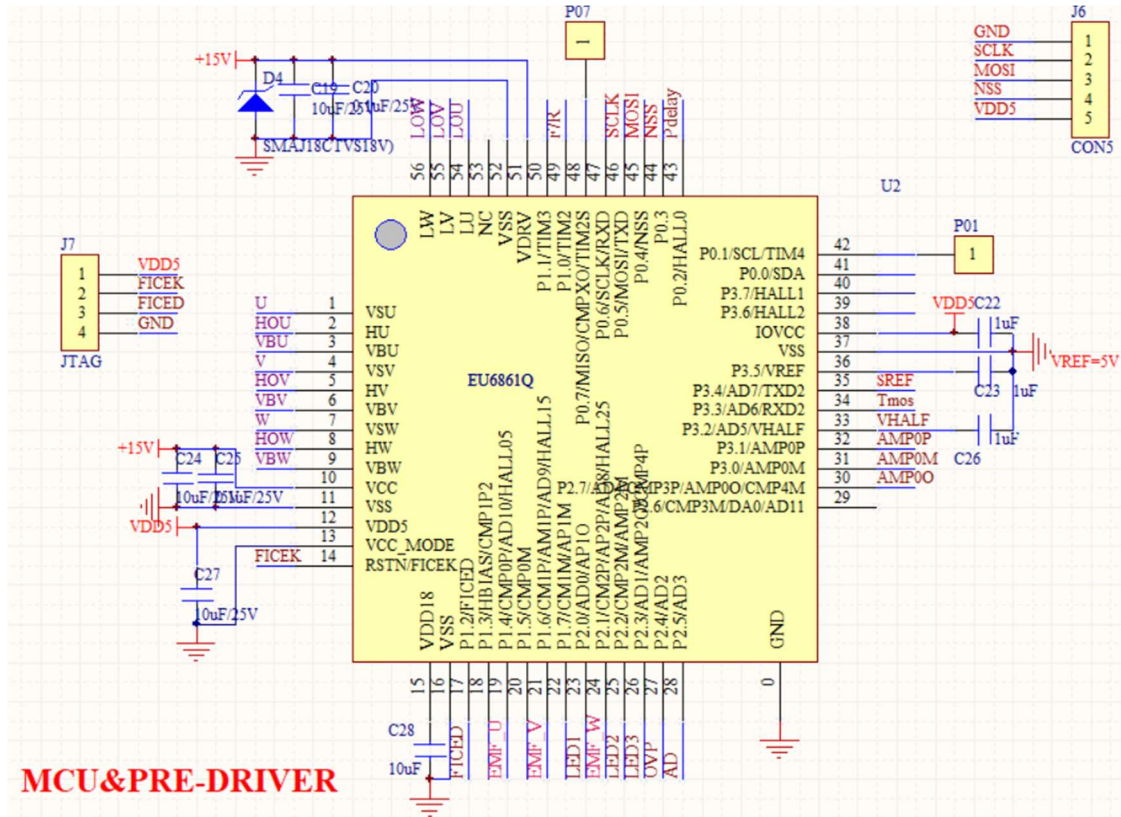 P07
1
J6
GND
SCLK
MOSI
NSS
VDD5
1
2
3
4
5
CON5
+15V
D4
C19
10uF/25V
C20
0.1uF/25V
SMAJ18CTVS18V)
LOW
LOV
LOU
F/R
SCLK
MOSI
NSS
Pdelay
56
55
54
53
52
51
50
49
48
47
46
45
44
43
U2
LW
LV
LU
NC
VSS
VDRV
P1.1/TIM3
P1.0/TIM2
P0.7/MISO/CMPXO/TIM2S
P0.6/SCLK/RXD
P0.5/MOSI/TXD
P0.4/NSS
P0.3
P0.2/HALL0
J7
1
2
3
4
VDD5
FICEK
FICED
GND
JTAG
U 1 VSU
HOU 2 HU
VBU 3 VBU
V 4 VSV
HOV 5 HV
VBV 6 VBV
W 7 VSW
HOW 8 HW
VBW 9 VBW
10 VCC
11 VSS
12 VDD5
13 VCC_MODE
FICEK 14 RSTN/FICEK
+15V
C24
10uF/25V
C25
0.1uF/25V
VDD5
C27
10uF/25V
EU6861Q
P0.1/SCL/TIM4 42
P0.0/SDA 41
P3.7/HALL1 40
P3.6/HALL2 39
IOVCC 38
VSS 37
P3.5/VREF 36
P3.4/AD7/TXD2 35 SREF
P3.3/AD6/RXD2 34 Tmos
P3.2/AD5/VHALF 33 VHALF
P3.1/AMP0P 32 AMP0P
P3.0/AMP0M 31 AMP0M
P2.7/AD4/CMP3P/AMP0O/CMP4M 30 AMP0O
P2.6/CMP3M/DA0/AD11 29
P01
1
VDD5
C22
1uF
VREF=5V
C23
1uF
C26
1uF
VDD18
VSS
P1.2/FICED
P1.3/HBIAS/CMP1P2
P1.4/CMP0P/AD10/HALL05
P1.5/CMP0M
P1.6/CM1P/AM1P/AD9/HALL15
P1.7/CM1M/AP1M
P2.0/AD0/AP1O
P2.1/CM2P/AP2P/AD8/HALL25
P2.2/CMP2M/AMP2M
P2.4/AD2
P2.5/AD3
GND
15
16
17
18
19
20
21
22
23
24
25
26
27
28
0
C28
10uF
FICED
EMF_U
EMF_V
LED1
EMF_W
LED2
LED3
OVP
AD
MCU&PRE-DRIVER